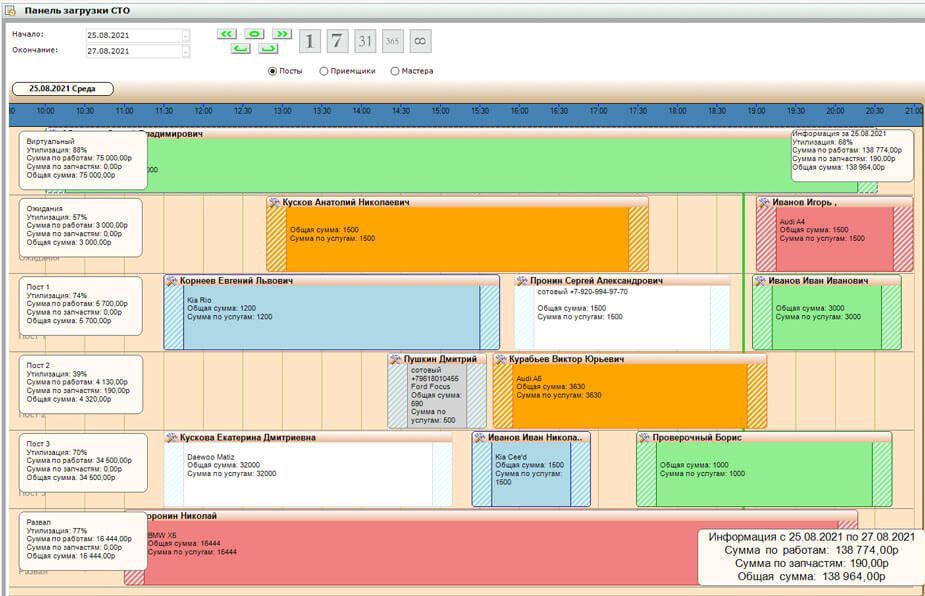 Панель загрузки СТО
Начало: 25.08.2021
Окончание: 27.08.2021
1 7 31 365 ∞
Посты Приемщики Мастера
25.08.2021 Среда
10:00 10:30 11:00 11:30 12:00 12:30 13:00 13:30 14:00 14:30 15:00 15:30 16:00 16:30 17:00 17:30 18:00 18:30 19:00 19:30 20:00 20:30 21:00
Владимирович
Виртуальный
Утилизация: 88%
Сумма по работам: 75 000,00р
Сумма по запчастям: 0,00р
Общая сумма: 75 000,00р
Информация за 25.08.2021
Утилизация: 68%
Сумма по работам: 138 774,00р
Сумма по запчастям: 190,00р
Общая сумма: 138 964,00р
Ожидания
Утилизация: 57%
Сумма по работам: 3 000,00р
Сумма по запчастям: 0,00р
Общая сумма: 3 000,00р
Ожидания
Кусков Анатолий Николаевич
Общая сумма: 1500
Сумма по услугам: 1500
Иванов Игорь ,
Audi A4
Общая сумма: 1500
Сумма по услугам: 1500
Пост 1
Утилизация: 74%
Сумма по работам: 5 700,00р
Сумма по запчастям: 0,00р
Общая сумма: 5 700,00р
Пост 1
Корнеев Евгений Львович
Kia Rio
Общая сумма: 1200
Сумма по услугам: 1200
Пронин Сергей Александрович
сотовый +7-920-994-97-70
Общая сумма: 1500
Сумма по услугам: 1500
Иванов Иван Иванович
Общая сумма: 3000
Сумма по услугам: 3000
Пост 2
Утилизация: 39%
Сумма по работам: 4 130,00р
Сумма по запчастям: 190,00р
Общая сумма: 4 320,00р
Пост 2
Пушкин Дмитрий
сотовый
+79618010455
Ford Focus
Общая сумма:
690
Сумма по
услугам: 500
Курабьев Виктор Юрьевич
Audi A6
Общая сумма: 3630
Сумма по услугам: 3630
Пост 3
Утилизация: 70%
Сумма по работам: 34 500,00р
Сумма по запчастям: 0,00р
Общая сумма: 34 500,00р
Пост 3
Кускова Екатерина Дмитриевна
Daewoo Matiz
Общая сумма: 32000
Сумма по услугам: 32000
Иванов Иван Никола..
Kia Cee'd
Общая сумма: 1500
Сумма по услугам:
1500
Проверочный Борис
Общая сумма: 1000
Сумма по услугам: 1000
Развал
Утилизация: 77%
Сумма по работам: 16 444,00р
Сумма по запчастям: 0,00р
Общая сумма: 16 444,00р
Развал
оронин Николай
BMW X6
Общая сумма: 16444
Сумма по услугам: 16444
Информация с 25.08.2021 по 27.08.2021
Сумма по работам: 138 774,00р
Сумма по запчастям: 190,00р
Общая сумма: 138 964,00р